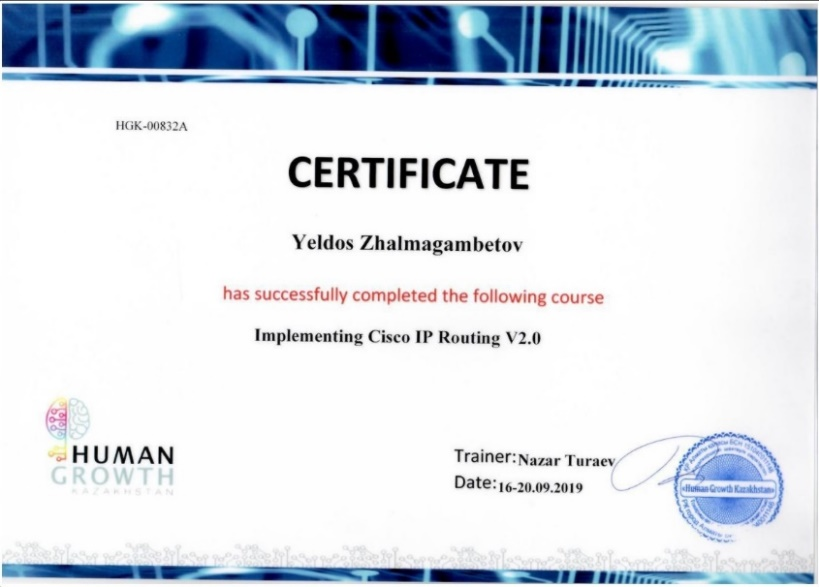 HGK-00832A
CERTIFICATE
Yeldos Zhalmagambetov
has successfully completed the following course
Implementing Cisco IP Routing V2.0
HUMAN
GROWTH
KAZAKHSTAN
Trainer: Nazar Turaev
Date: 16-20.09.2019
«Human Growth Kazakhstan»